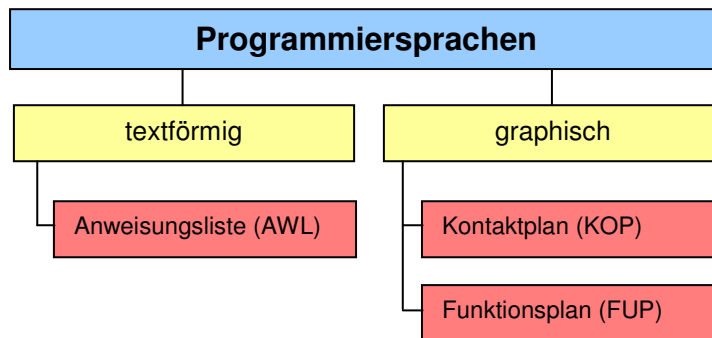 Programmiersprachen
textförmig
graphisch
Anweisungsliste (AWL)
Kontaktplan (KOP)
Funktionsplan (FUP)